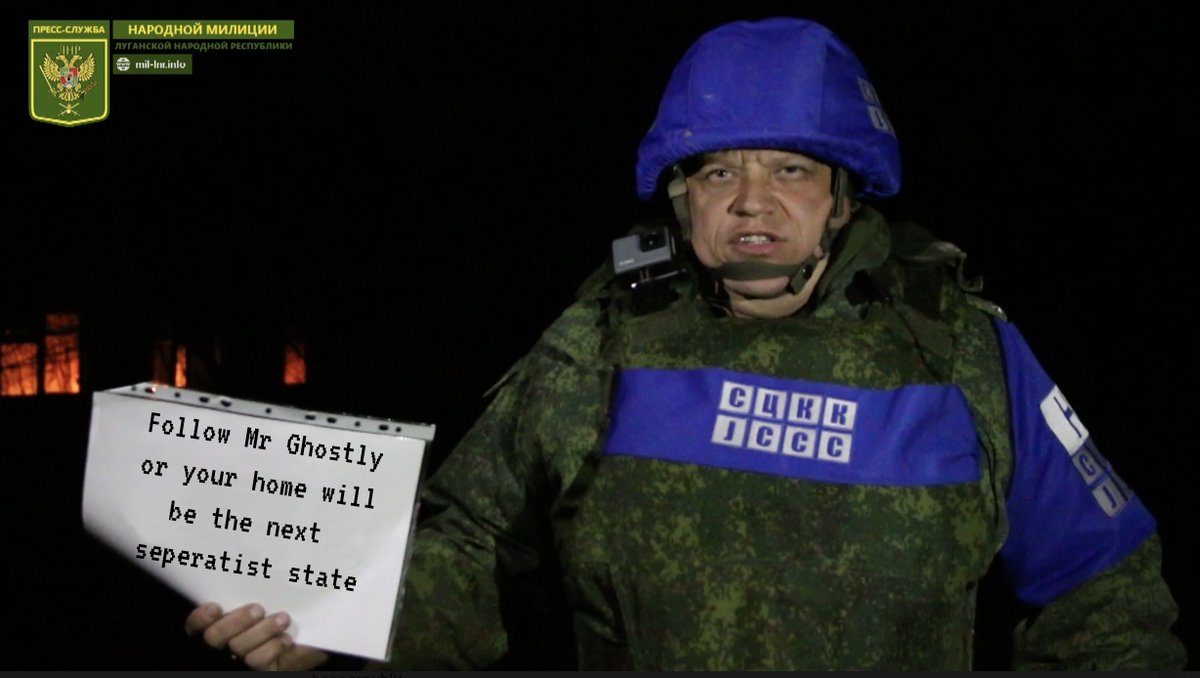 ПРЕСС-СЛУЖБА
НАРОДНОЙ МИЛИЦИИ
ЛУГАНСКОЙ НАРОДНОЙ РЕСПУБЛИКИ
ЛНР
mil-lnr.info
СЦКК
JCCC
Follow Mr Ghostly
or your home will
be the next
seperatist state